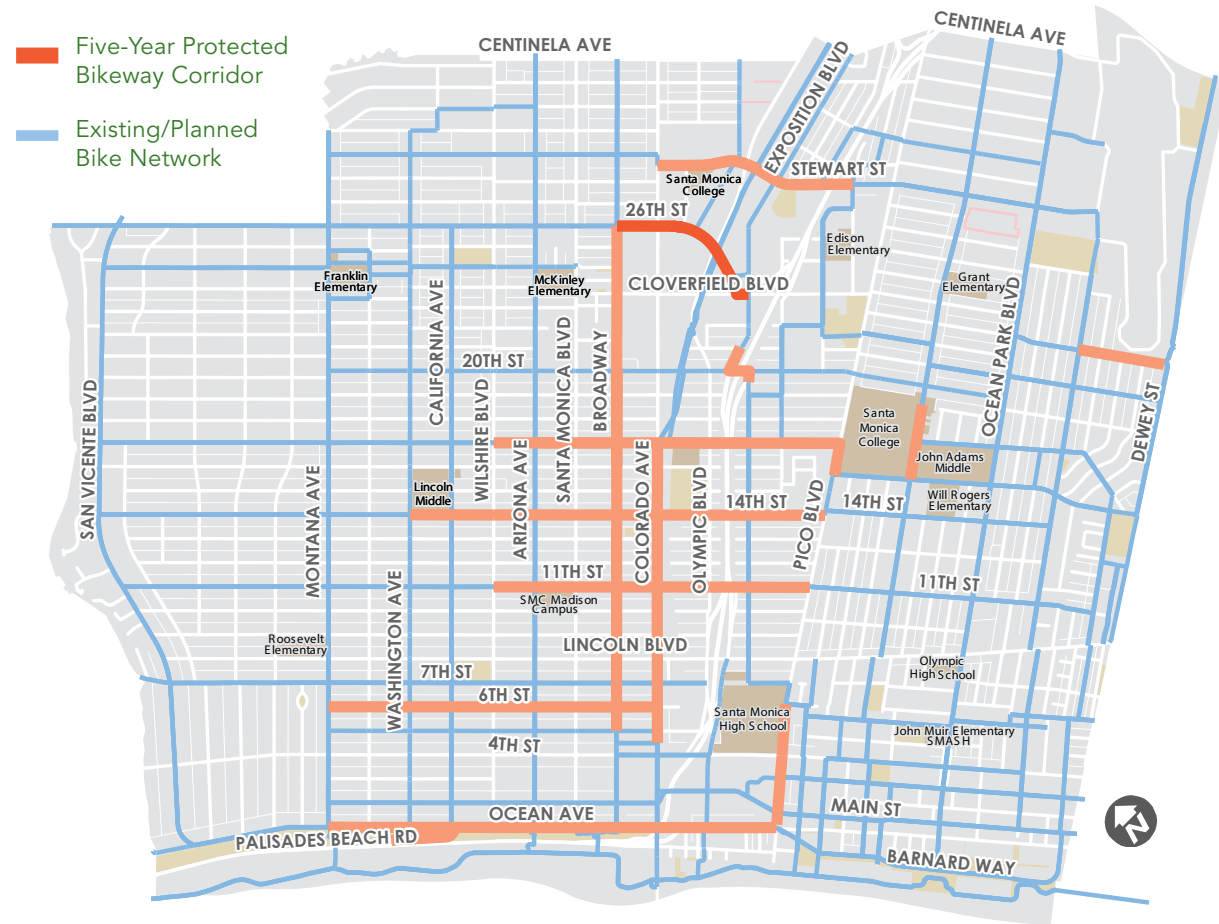 Five-Year Protected
Bikeway Corridor
Existing/Planned
Bike Network
CENTINELA AVE
CENTINELA AVE
EXPOSITION BLVD
STEWART ST
Santa Monica
College
26TH ST
Edison
Elementary
Franklin
Elementary
McKinley
Elementary
CLOVERFIELD BLVD
Grant
Elementary
CALIFORNIA AVE
SANTA MONICA BLVD
BROADWAY
OCEAN PARK BLVD
20TH ST
WILSHIRE BLVD
SAN VICENTE BLVD
DEWEY ST
Santa
Monica
College
John Adams
Middle
MONTANA AVE
ARIZONA AVE
COLORADO AVE
OLYMPIC BLVD
PICO BLVD
Lincoln
Middle
14TH ST
14TH ST
Will Rogers
Elementary
11TH ST
11TH ST
WASHINGTON AVE
SMC Madison
Campus
Roosevelt
Elementary
LINCOLN BLVD
Olympic
High School
7TH ST
6TH ST
Santa Monica
High School
4TH ST
John Muir Elementary
SMASH
OCEAN AVE
MAIN ST
PALISADES BEACH RD
BARNARD WAY
N